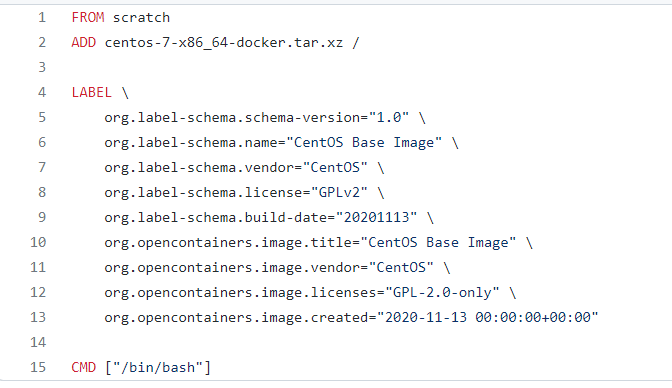 1 FROM scratch
2 ADD centos-7-x86_64-docker.tar.xz /
3
4 LABEL \
5     org.label-schema.schema-version="1.0" \
6     org.label-schema.name="CentOS Base Image" \
7     org.label-schema.vendor="CentOS" \
8     org.label-schema.license="GPLv2" \
9     org.label-schema.build-date="20201113" \
10     org.opencontainers.image.title="CentOS Base Image" \
11     org.opencontainers.image.vendor="CentOS" \
12     org.opencontainers.image.licenses="GPL-2.0-only" \
13     org.opencontainers.image.created="2020-11-13 00:00:00+00:00"
14
15 CMD ["/bin/bash"]